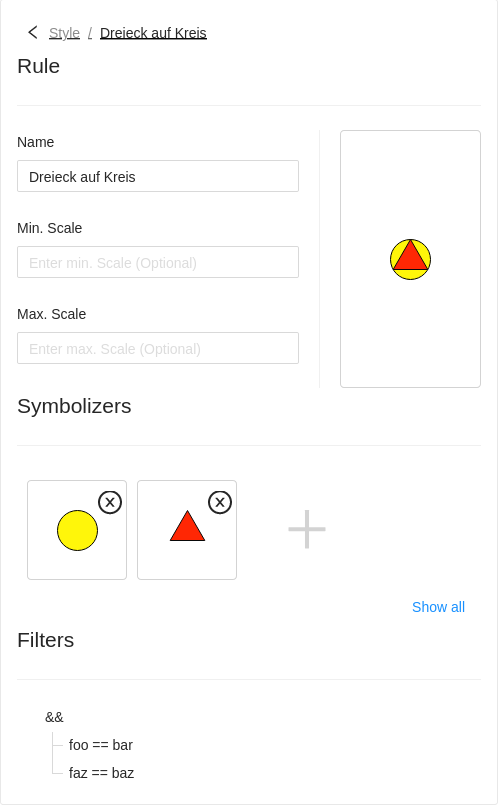 Style / Dreieck auf Kreis
Rule
Name
Dreieck auf Kreis
Min. Scale
Enter min. Scale (Optional)
Max. Scale
Enter max. Scale (Optional)
Symbolizers
Show all
Filters
&&
foo == bar
faz == baz